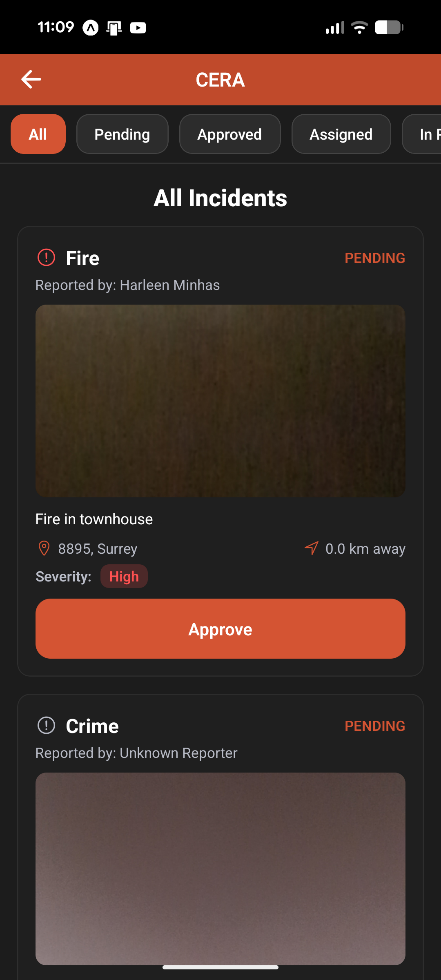 11:09
CERA
All Pending Approved Assigned In P
All Incidents
Fire PENDING
Reported by: Harleen Minhas
Fire in townhouse
8895, Surrey 0.0 km away
Severity: High
Approve
Crime PENDING
Reported by: Unknown Reporter